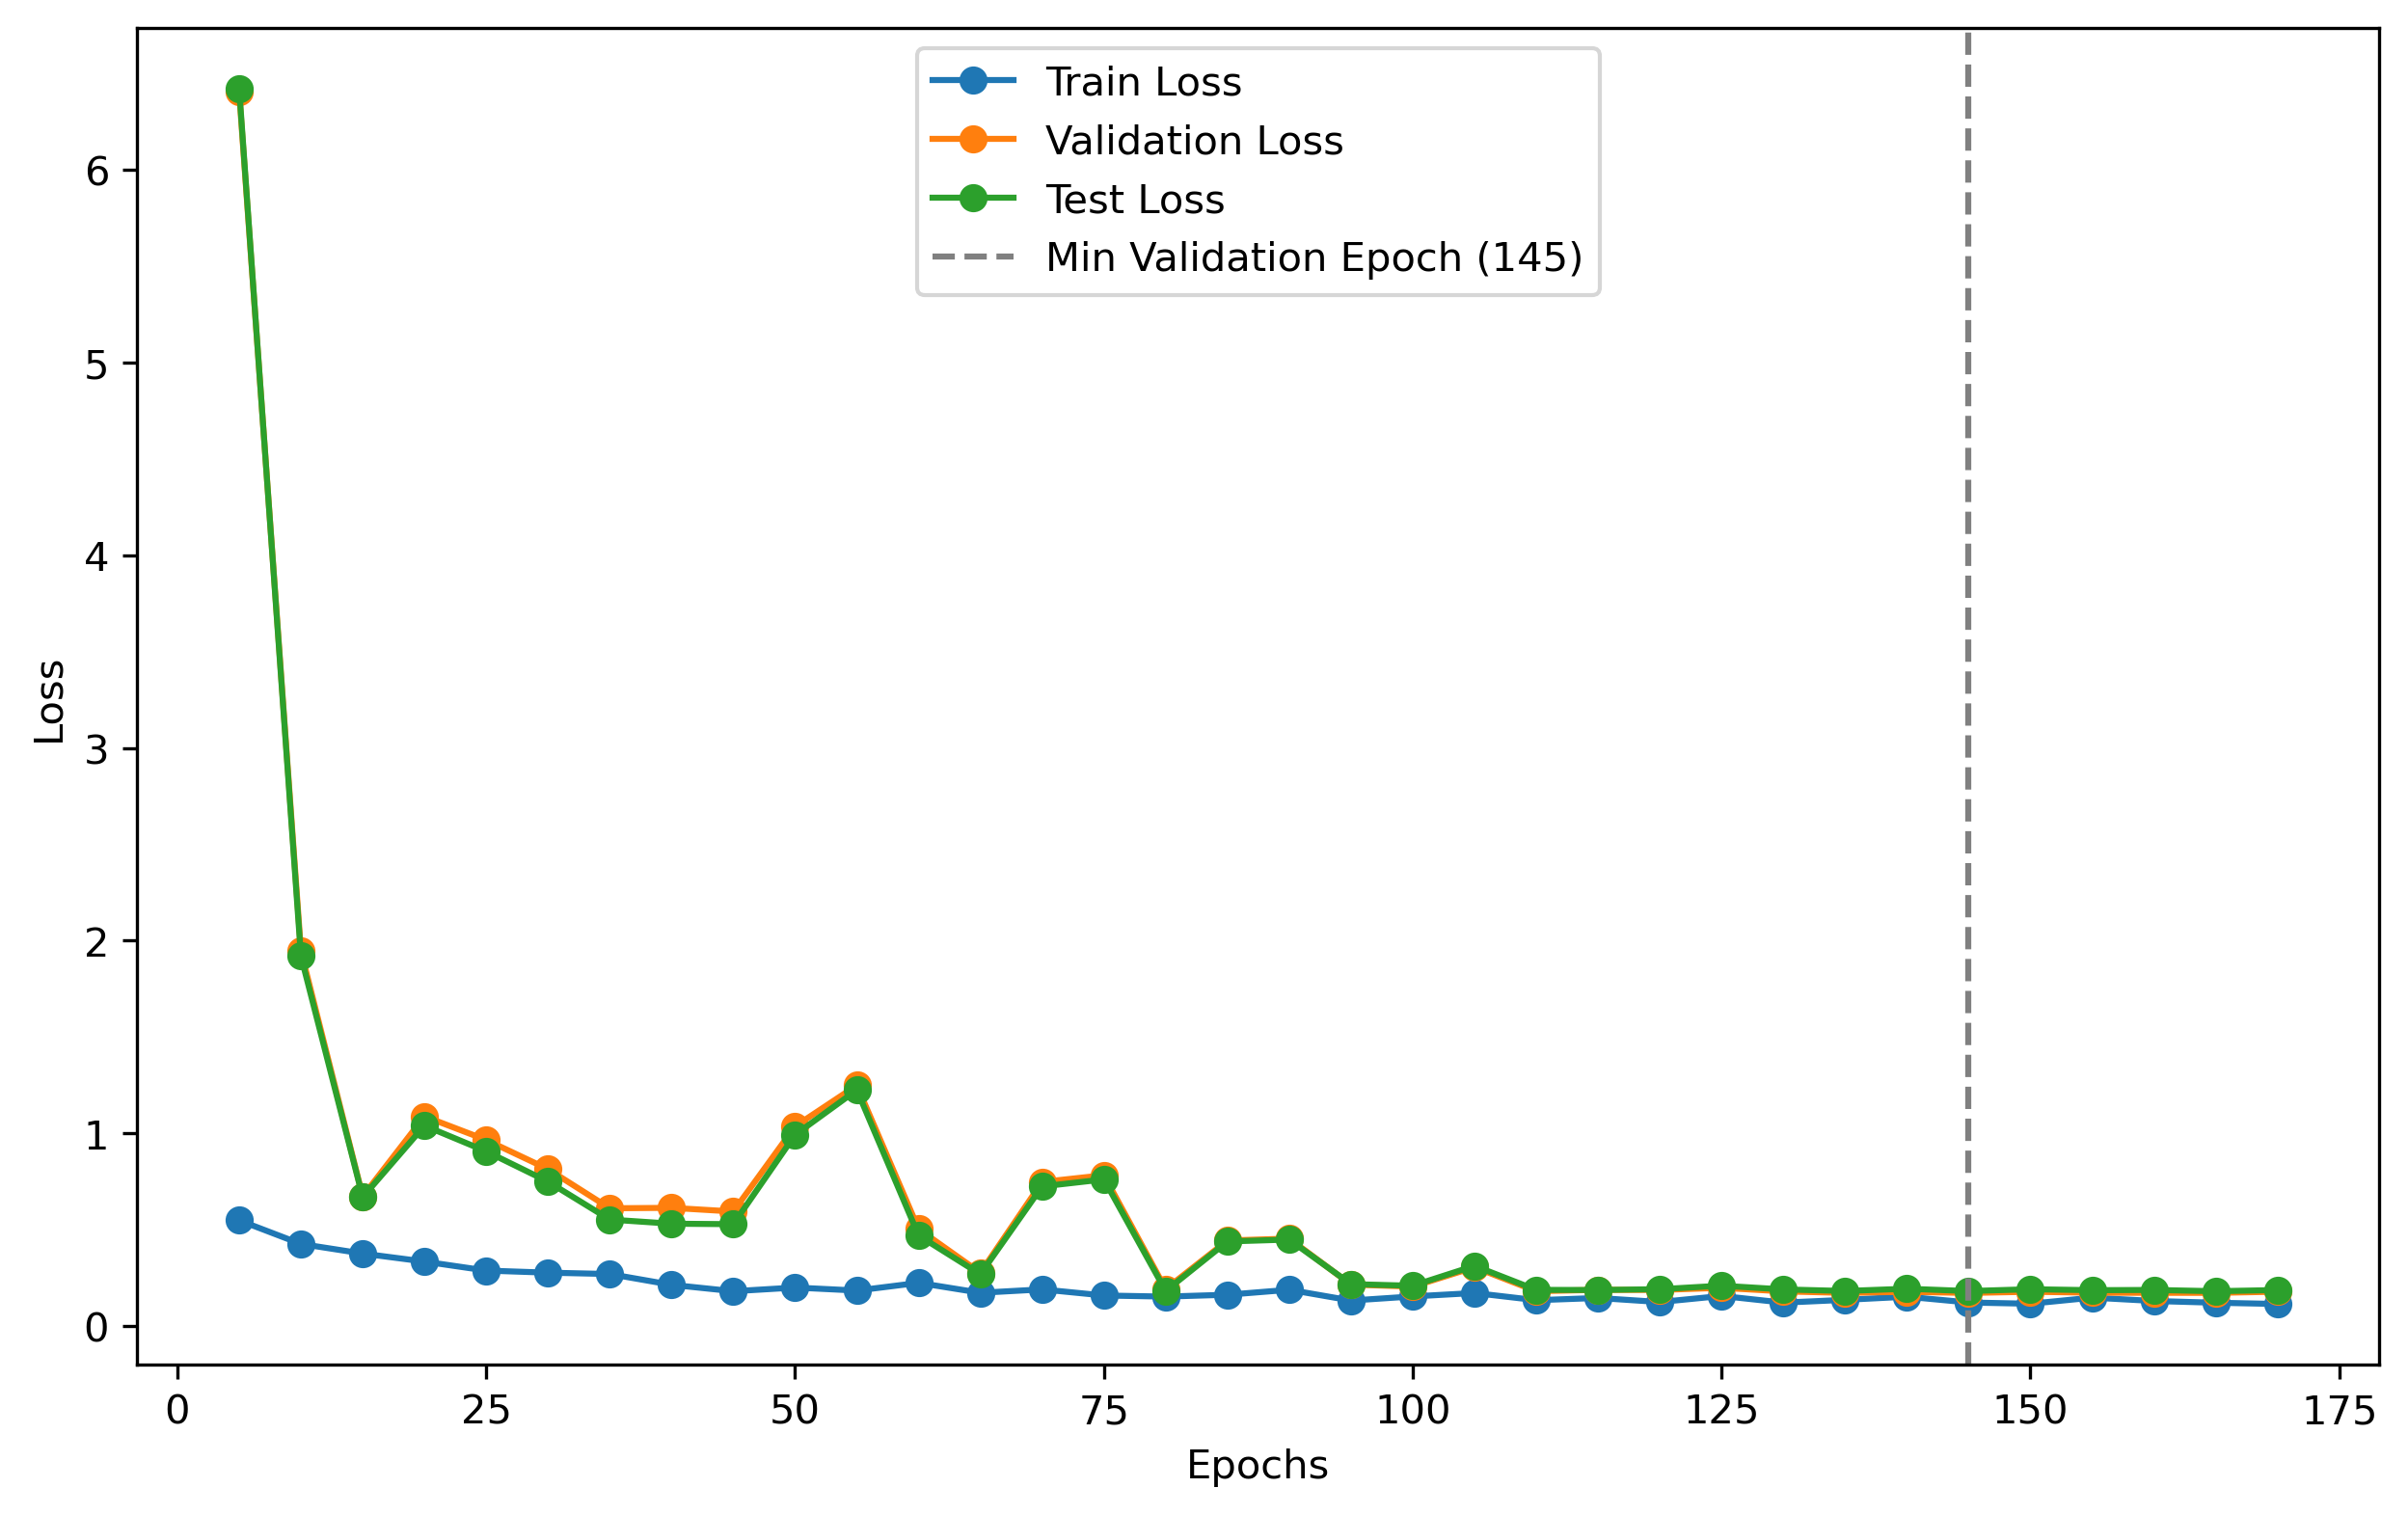 Train Loss
Validation Loss
Test Loss
Min Validation Epoch (145)
6
5
4
3
2
1
0
Loss
0 25 50 75 100 125 150 175
Epochs